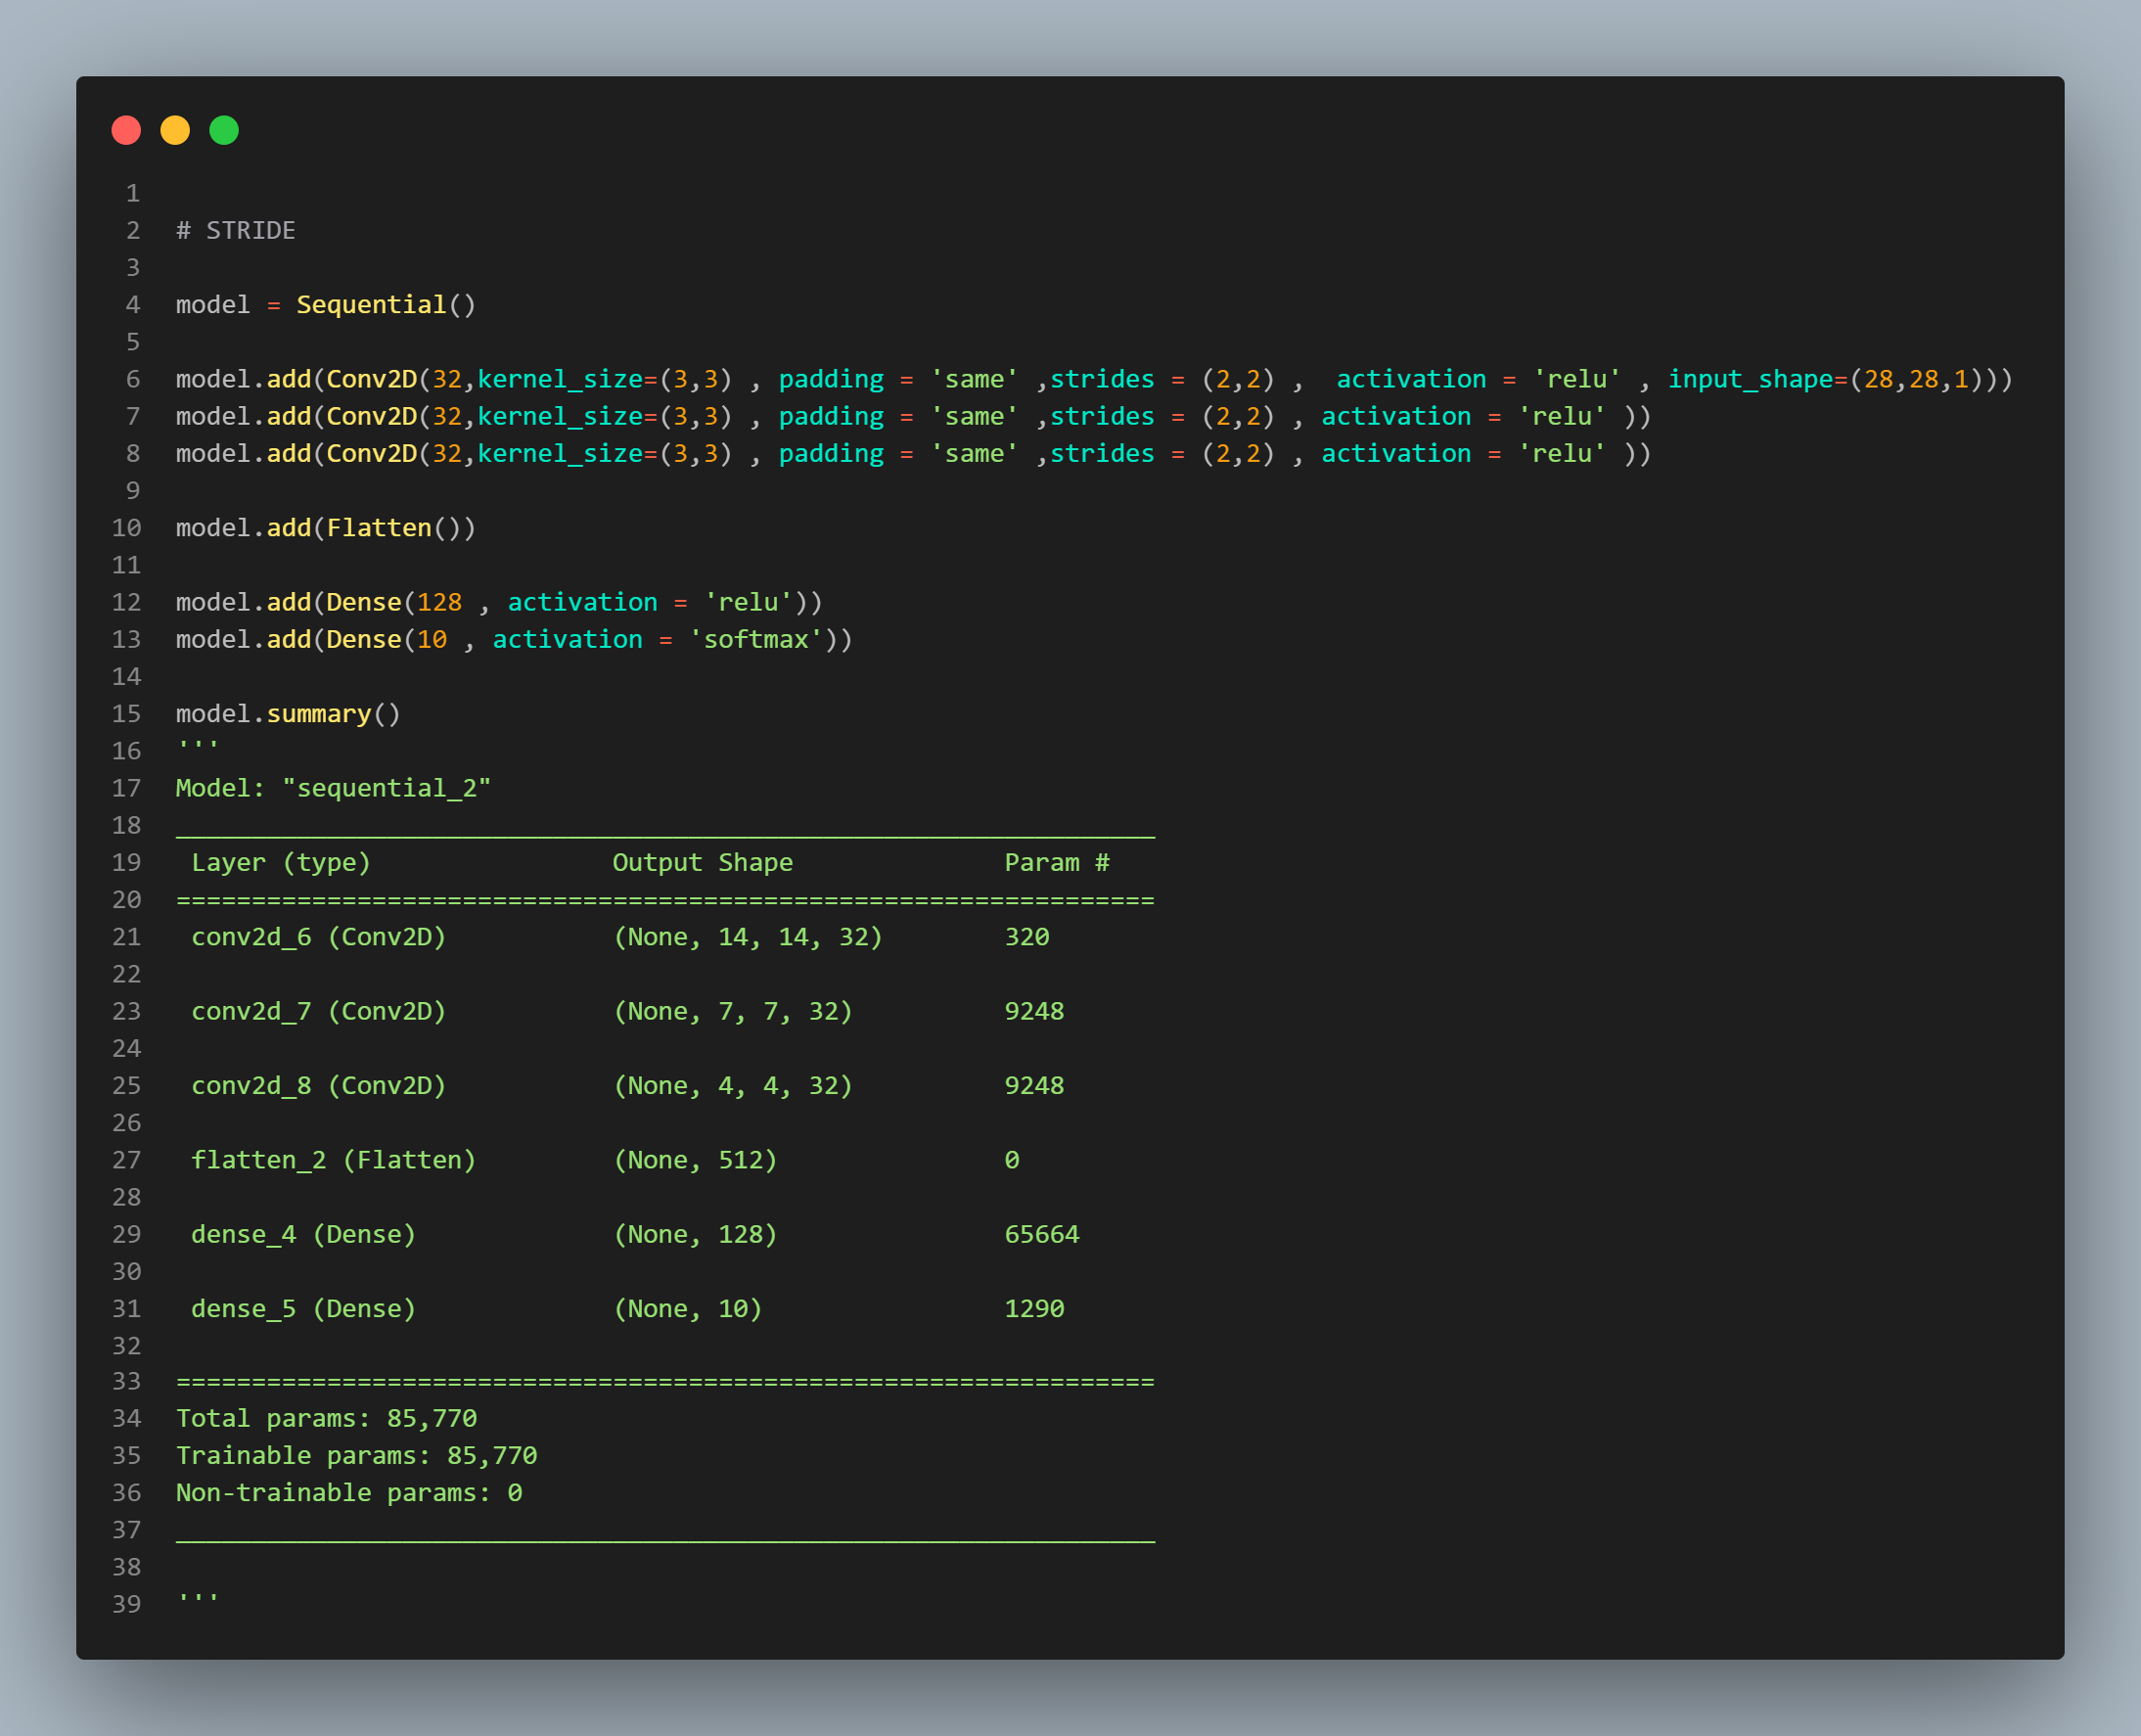 1
2 # STRIDE
3
4 model = Sequential()
5
6 model.add(Conv2D(32,kernel_size=(3,3) , padding = 'same' ,strides = (2,2) ,  activation = 'relu' , input_shape=(28,28,1)))
7 model.add(Conv2D(32,kernel_size=(3,3) , padding = 'same' ,strides = (2,2) , activation = 'relu' ))
8 model.add(Conv2D(32,kernel_size=(3,3) , padding = 'same' ,strides = (2,2) , activation = 'relu' ))
9
10 model.add(Flatten())
11
12 model.add(Dense(128 , activation = 'relu'))
13 model.add(Dense(10 , activation = 'softmax'))
14
15 model.summary()
16 '''
17 Model: "sequential_2"
18 _________________________________________________________________
19  Layer (type)                Output Shape              Param #
20 =================================================================
21  conv2d_6 (Conv2D)           (None, 14, 14, 32)        320
22
23  conv2d_7 (Conv2D)           (None, 7, 7, 32)          9248
24
25  conv2d_8 (Conv2D)           (None, 4, 4, 32)          9248
26
27  flatten_2 (Flatten)         (None, 512)               0
28
29  dense_4 (Dense)             (None, 128)               65664
30
31  dense_5 (Dense)             (None, 10)                1290
32
33 =================================================================
34 Total params: 85,770
35 Trainable params: 85,770
36 Non-trainable params: 0
37 _________________________________________________________________
38
39 '''